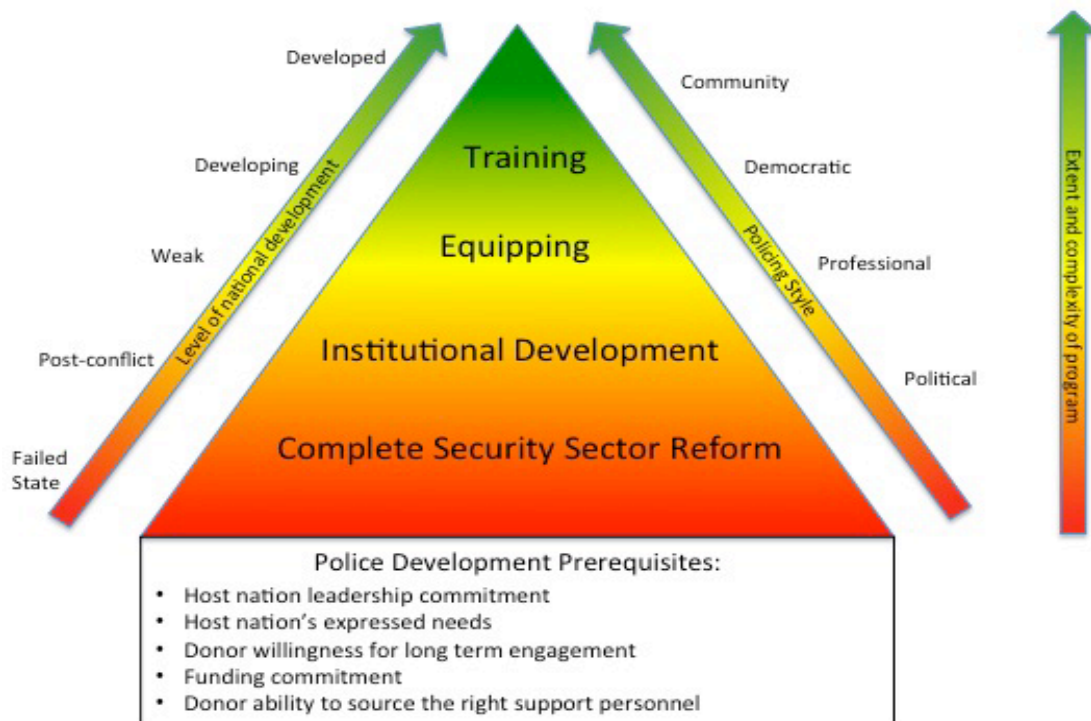 Developed
Developing
Weak
Post-conflict
Failed
State
Level of national development
Training
Equipping
Institutional Development
Complete Security Sector Reform
Community
Democratic
Professional
Political
Policing Style
Extent and complexity of program
Police Development Prerequisites:
• Host nation leadership commitment
• Host nation's expressed needs
• Donor willingness for long term engagement
• Funding commitment
• Donor ability to source the right support personnel